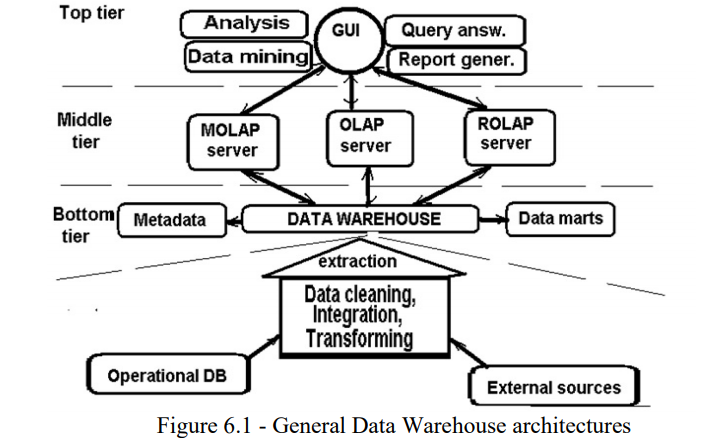 Top tier
Analysis
GUI
Query answ.
Data mining
Report gener.
Middle
tier
MOLAP
server
OLAP
server
ROLAP
server
Bottom
tier
Metadata
DATA WAREHOUSE
Data marts
extraction
Data cleaning,
Integration,
Transforming
Operational DB
External sources
Figure 6.1 - General Data Warehouse architectures